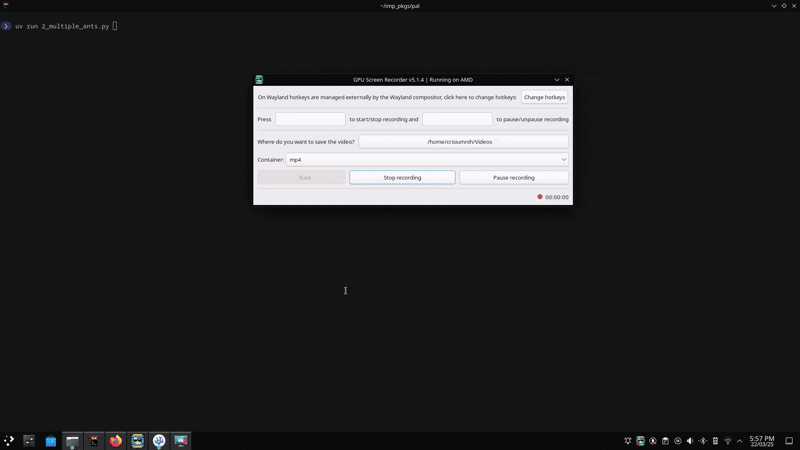 ~/imp_pkgs/pal
uv run 2_multiple_ants.py
GPU Screen Recorder v5.1.4 | Running on AMD
On Wayland hotkeys are managed externally by the Wayland compositor, click here to change hotkeys: Change hotkeys
Press to start/stop recording and to pause/unpause recording
Where do you want to save the video? /home/crisiumnih/Videos
Container: mp4
Back Stop recording Pause recording
00:00:00
5:57 PM
22/03/25